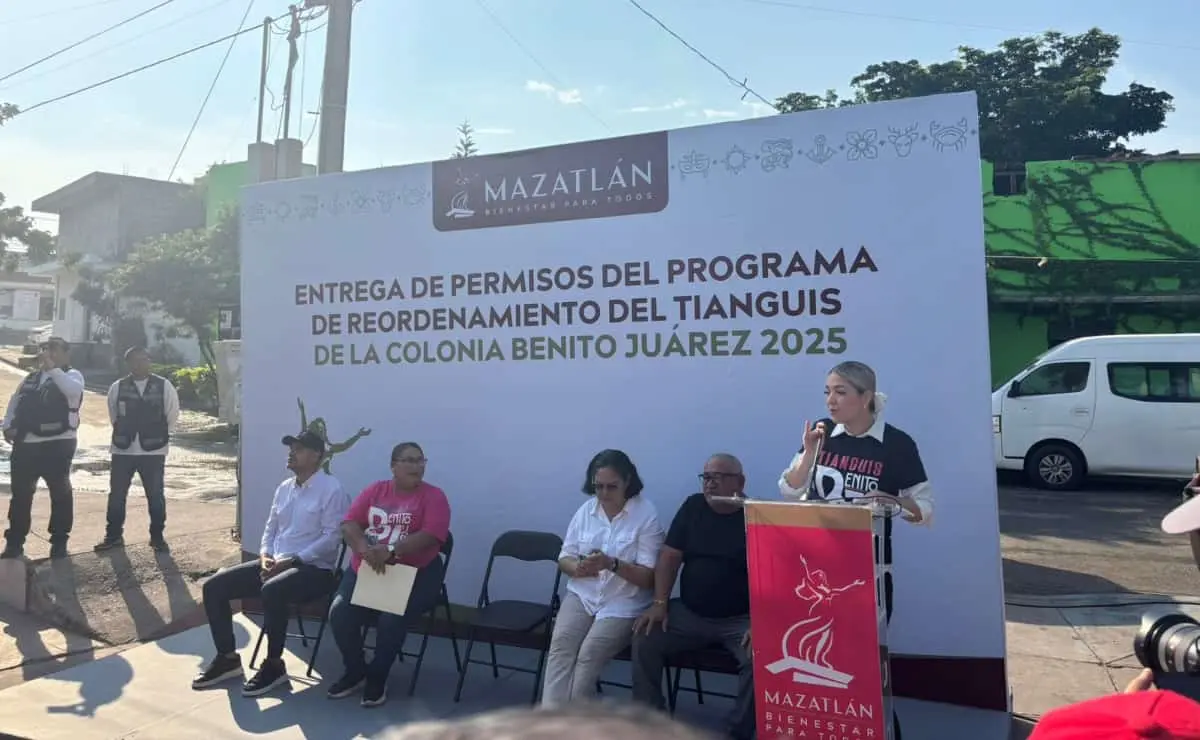 MAZATLÁN
BIENESTAR PARA TODOS
ENTREGA DE PERMISOS DEL PROGRAMA
DE REORDENAMIENTO DEL TIANGUIS
DE LA COLONIA BENITO JUÁREZ 2025
TIANGUIS
BENITO
BENITO
MAZATLÁN
BIENESTAR
PARA TODOS